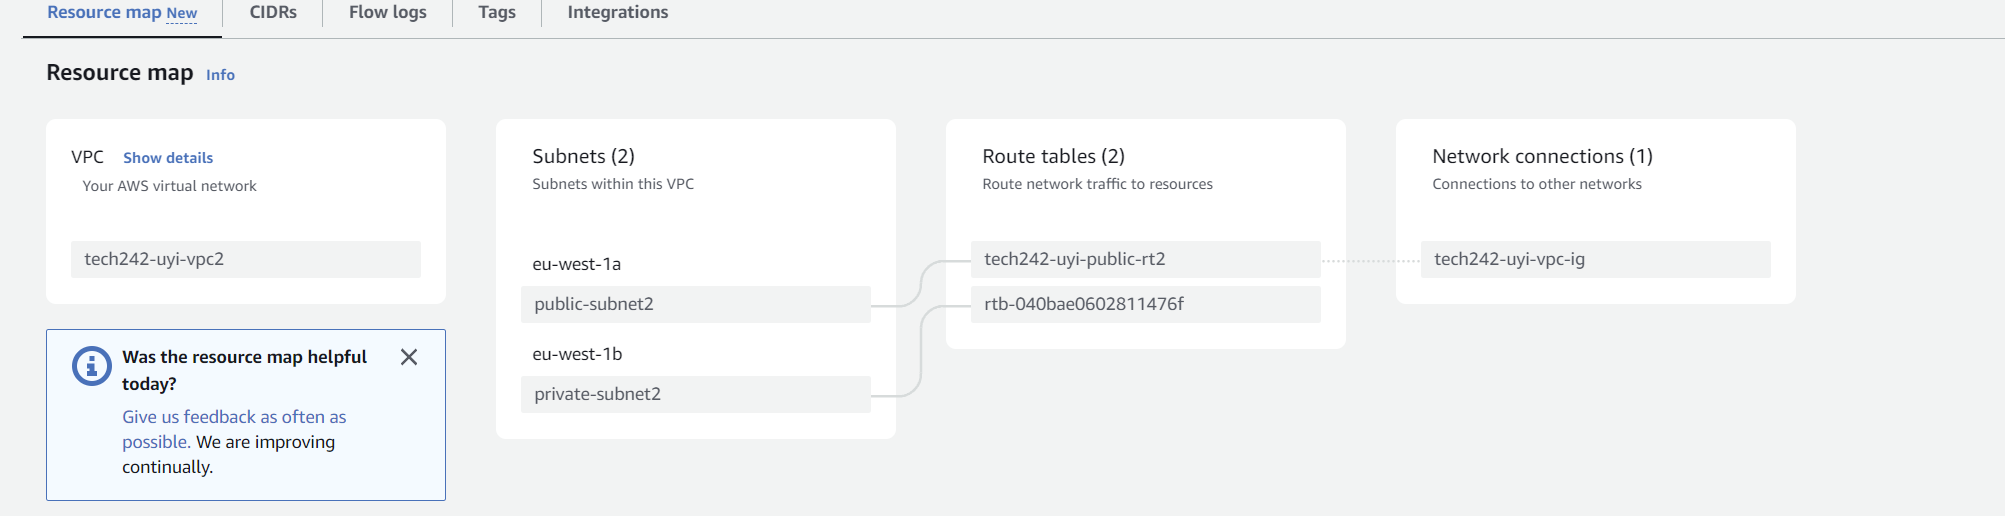 Resource map New
CIDRs
Flow logs
Tags
Integrations
Resource map Info
VPC Show details
Your AWS virtual network
tech242-uyi-vpc2
Was the resource map helpful
today?
Give us feedback as often as
possible. We are improving
continually.
Subnets (2)
Subnets within this VPC
eu-west-1a
public-subnet2
eu-west-1b
private-subnet2
Route tables (2)
Route network traffic to resources
tech242-uyi-public-rt2
rtb-040bae0602811476f
Network connections (1)
Connections to other networks
tech242-uyi-vpc-ig